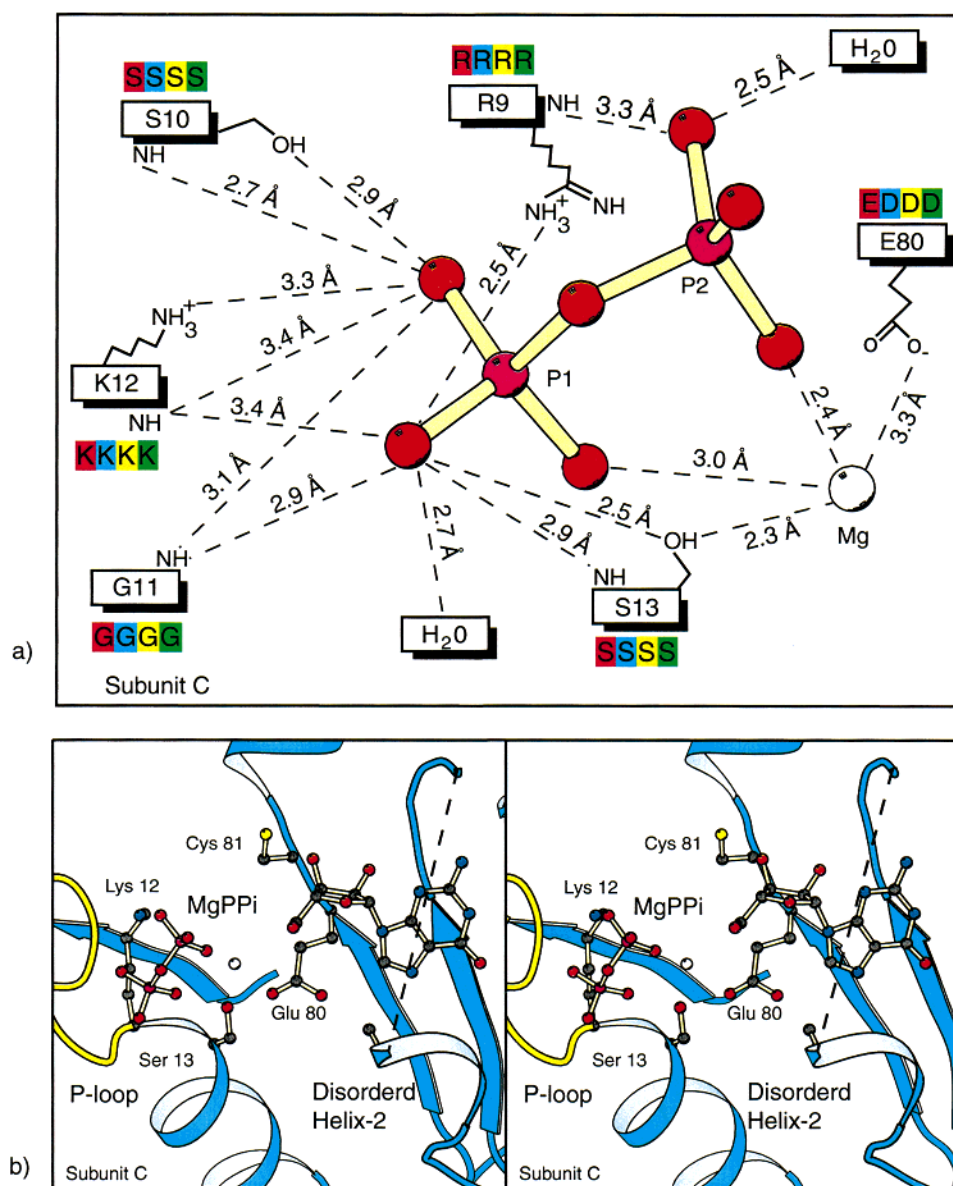 SSSS
S10
OH
NH
2.7 Å
2.9 Å
RRRR
R9
NH
3.3 Å
2.5 Å
H20
NH
NH3+
2.5 Å
EDDD
E80
O
O-
P2
P1
3.3 Å
NH3+
3.4 Å
K12
NH
3.4 Å
KKKK
3.1 Å
2.9 Å
NH
G11
GGGG
2.7 Å
H20
2.9 Å
2.5 Å
NH
OH
S13
SSSS
3.0 Å
2.3 Å
2.4 Å
3.3 Å
Mg
Subunit C
a)
Cys 81
Lys 12
MgPPi
Glu 80
Ser 13
P-loop
Disorderd
Helix-2
Subunit C
Cys 81
Lys 12
MgPPi
Glu 80
Ser 13
P-loop
Disorderd
Helix-2
Subunit C
b)